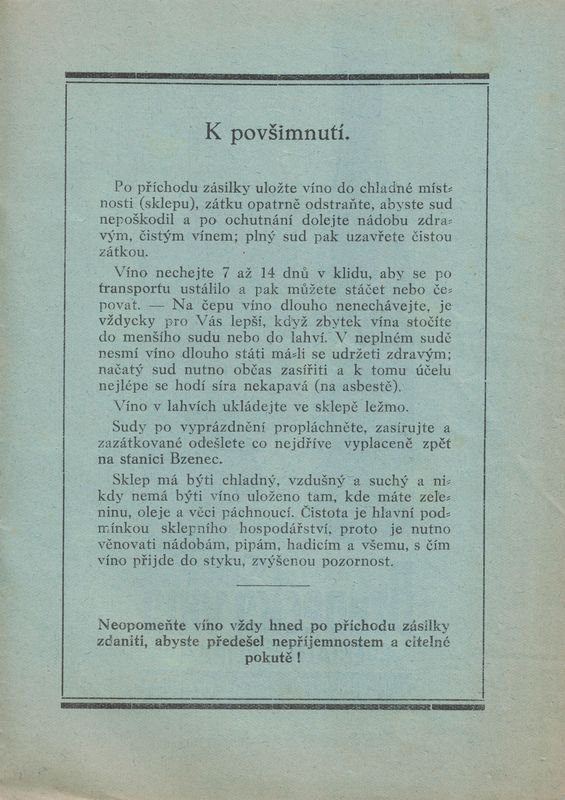 K povšimnutí.
Po příchodu zásilky uložte víno do chladné míst-
nosti (sklepu), zátku opatrně odstraňte, abyste sud
nepoškodil a po ochutnání dolejte nádobu zdra-
vým, čistým vínem; plný sud pak uzavřete čistou
zátkou.
Víno nechejte 7 až 14 dnů v klidu, aby se po
transportu ustálilo a pak můžete stáčet nebo če-
povat. — Na čepu víno dlouho nenechávejte, je
vždycky pro Vás lepší, když zbytek vína stočíte
do menšího sudu nebo do lahví. V neplném sudě
nesmí víno dlouho státi má-li se udržeti zdravým;
načatý sud nutno občas zasířiti a k tomu účelu
nejlépe se hodí síra nekapavá (na asbestě).
Víno v lahvích ukládejte ve sklepě ležmo.
Sudy po vyprázdnění propláchněte, zasírujte a
zazátkované odešlete co nejdříve vyplaceně zpět
na stanici Bzenec.
Sklep má býti chladný, vzdušný a suchý a ni-
kdy nemá býti víno uloženo tam, kde máte zele-
ninu, oleje a věci páchnoucí. Čistota je hlavní pod-
mínkou sklepního hospodářství, proto je nutno
věnovati nádobám, pipám, hadicím a všemu, s čím
víno přijde do styku, zvýšenou pozornost.
Neopomeňte víno vždy hned po příchodu zásilky
zdaniti, abyste předešel nepříjemnostem a citelné
pokutě !